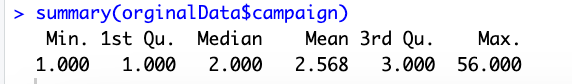 > summary(orginalData$campaign)
Min. 1st Qu. Median Mean 3rd Qu. Max.
1.000 1.000 2.000 2.568 3.000 56.000